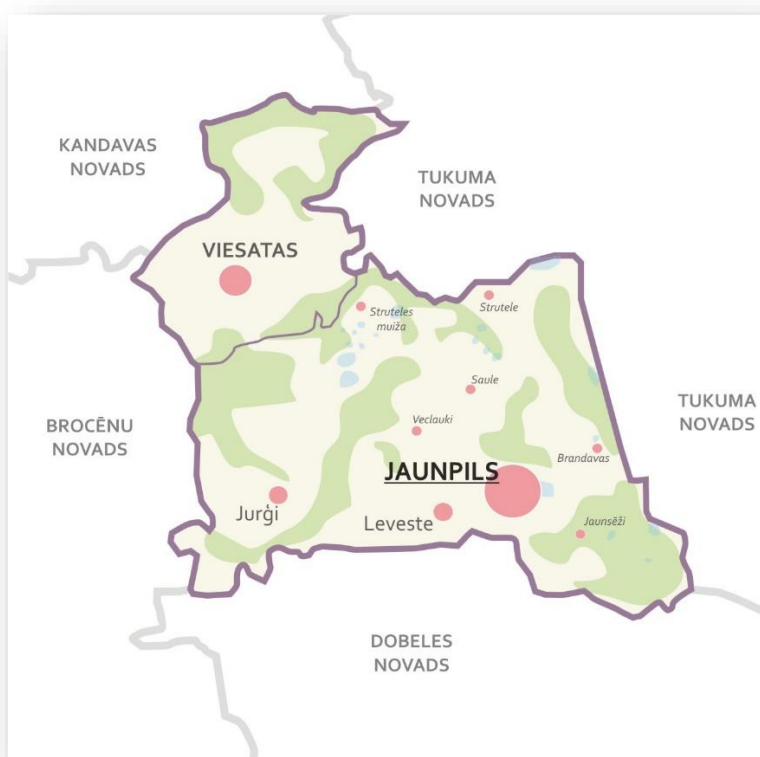 KANDAVAS
NOVADS
TUKUMA
NOVADS
VIESATAS
Struteles
muiža
Strutele
Saule
BROCĒNU
NOVADS
Veclauki
TUKUMA
NOVADS
JAUNPILS
Brandavas
Jurģi
Leveste
Jaunsēži
DOBELES
NOVADS